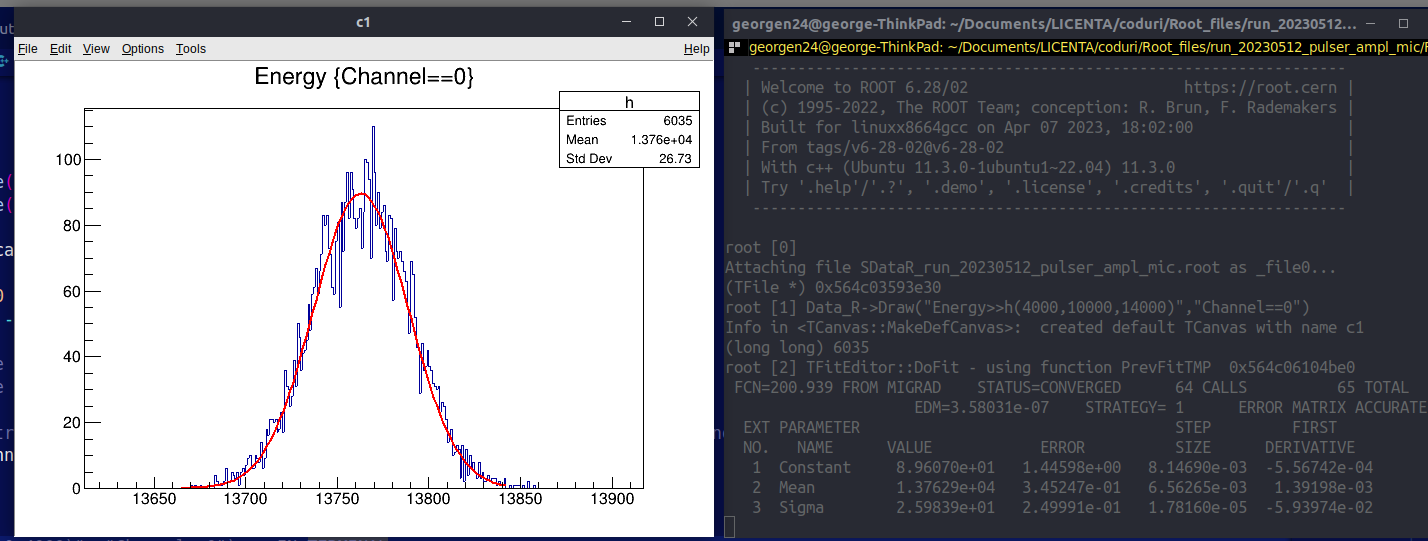 c1
File Edit View Options Tools Help
Energy {Channel==0}
h
Entries 6035
Mean 1.376e+04
Std Dev 26.73
100
80
60
40
20
0
13650 13700 13750 13800 13850 13900
georgen24@george-ThinkPad: ~/Documents/LICENTA/coduri/Root_files/run_20230512...
georgen24@george-ThinkPad: ~/Documents/LICENTA/coduri/Root_files/run_20230512_pulser_ampl_mic/R
------------------------------------------------------------------
| Welcome to ROOT 6.28/02 https://root.cern |
| (c) 1995-2022, The ROOT Team; conception: R. Brun, F. Rademakers |
| Built for linuxx8664gcc on Apr 07 2023, 18:02:00 |
| From tags/v6-28-02@v6-28-02 |
| With c++ (Ubuntu 11.3.0-1ubuntu1~22.04) 11.3.0 |
| Try '.help'/'.?', '.demo', '.license', '.credits', '.quit'/'.q' |
------------------------------------------------------------------
root [0]
Attaching file SDataR_run_20230512_pulser_ampl_mic.root as _file0...
(TFile *) 0x564c03593e30
root [1] Data_R->Draw("Energy>>h(4000,10000,14000)","Channel==0")
Info in <TCanvas::MakeDefCanvas>: created default TCanvas with name c1
(long long) 6035
root [2] TFitEditor::DoFit - using function PrevFitTMP 0x564c06104be0
FCN=200.939 FROM MIGRAD STATUS=CONVERGED 64 CALLS 65 TOTAL
EDM=3.58031e-07 STRATEGY= 1 ERROR MATRIX ACCURATE
EXT PARAMETER STEP FIRST
NO. NAME VALUE ERROR SIZE DERIVATIVE
1 Constant 8.96070e+01 1.44598e+00 8.14690e-03 -5.56742e-04
2 Mean 1.37629e+04 3.45247e-01 6.56265e-03 1.39198e-03
3 Sigma 2.59839e+01 2.49991e-01 1.78160e-05 -5.93974e-02